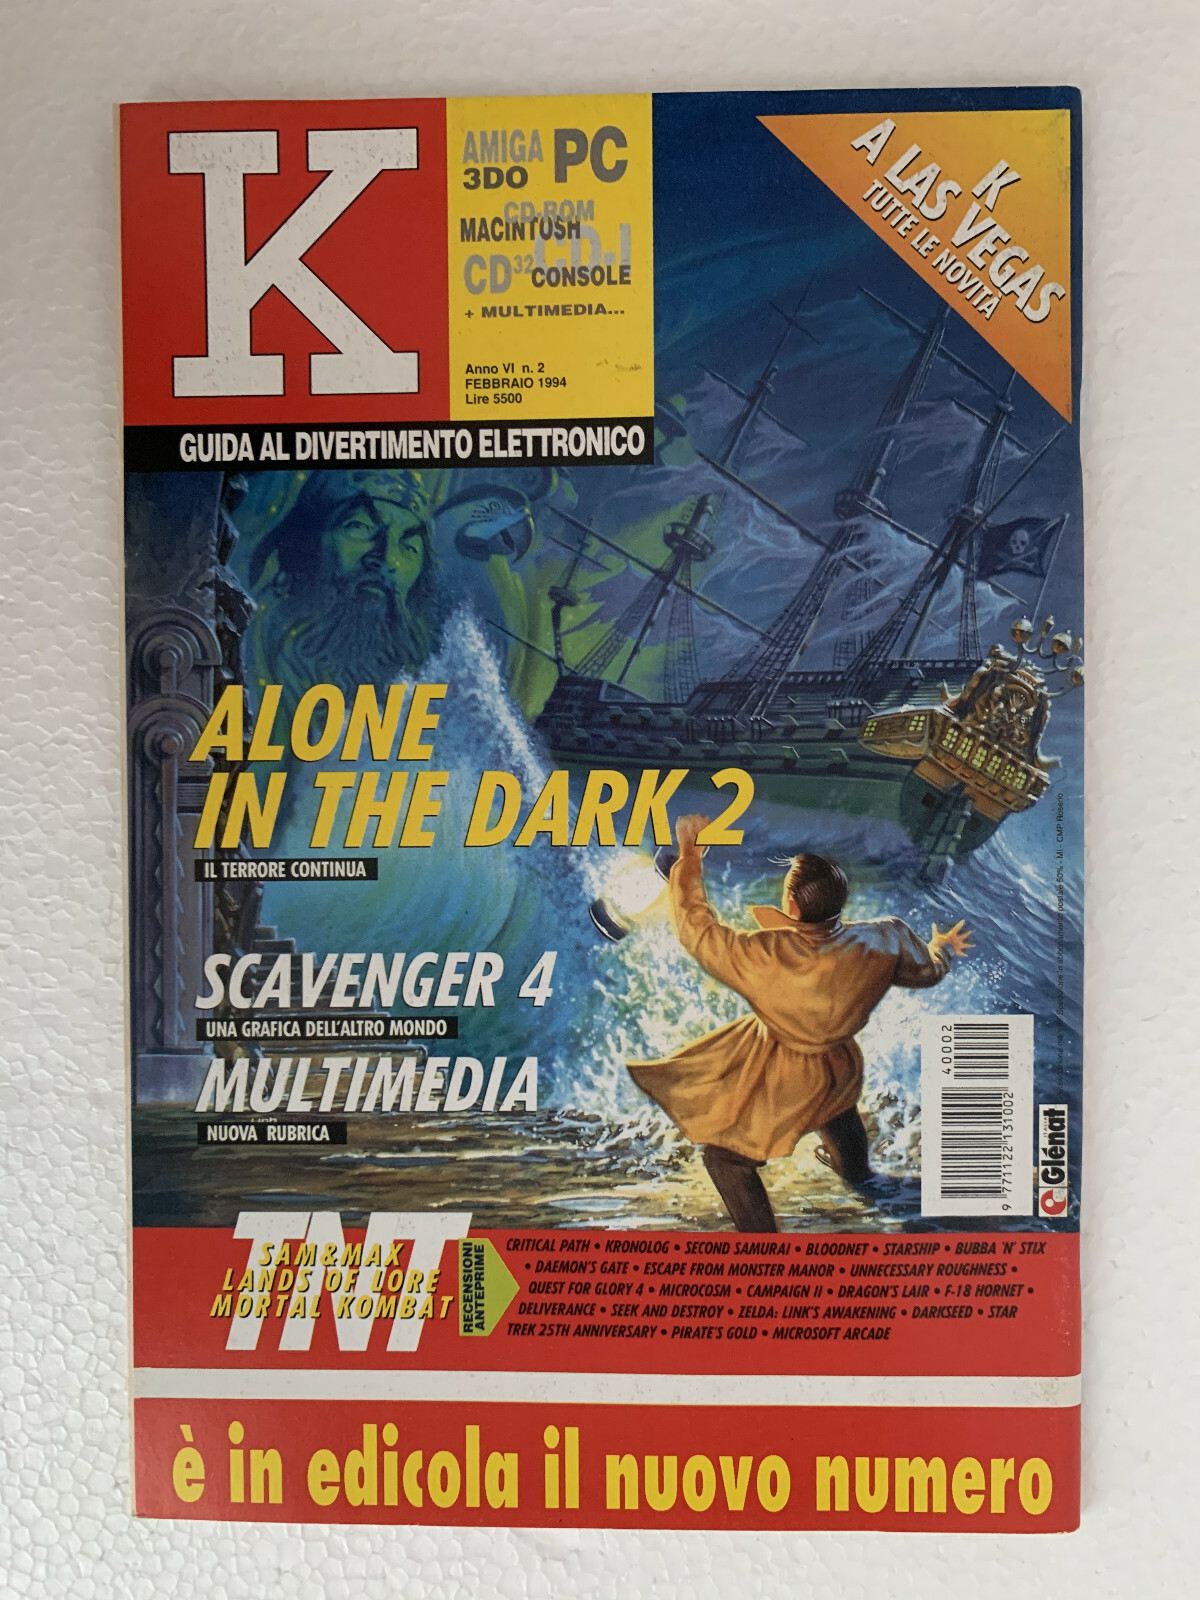 K
AMIGA PC
3DO
CD-ROM
MACINTOSH
CD-I
CD32 CONSOLE
+ MULTIMEDIA...
Anno VI n. 2
FEBBRAIO 1994
Lire 5500
GUIDA AL DIVERTIMENTO ELETTRONICO
K
A LAS VEGAS
TUTTE LE NOVITÀ
ALONE
IN THE DARK 2
IL TERRORE CONTINUA
SCAVENGER 4
UNA GRAFICA DELL'ALTRO MONDO
MULTIMEDIA
NUOVA RUBRICA
40002
9 771122 131002
Glénat
TNT
SAM&MAX
LANDS OF LORE
MORTAL KOMBAT
RECENSIONI
ANTEPRIME
CRITICAL PATH • KRONOLOG • SECOND SAMURAI • BLOODNET • STARSHIP • BUBBA 'N' STIX
• DAEMON'S GATE • ESCAPE FROM MONSTER MANOR • UNNECESSARY ROUGHNESS •
QUEST FOR GLORY 4 • MICROCOSM • CAMPAIGN II • DRAGON'S LAIR • F-18 HORNET •
DELIVERANCE • SEEK AND DESTROY • ZELDA: LINK'S AWAKENING • DARKSEED • STAR
TREK 25TH ANNIVERSARY • PIRATE'S GOLD • MICROSOFT ARCADE
è in edicola il nuovo numero